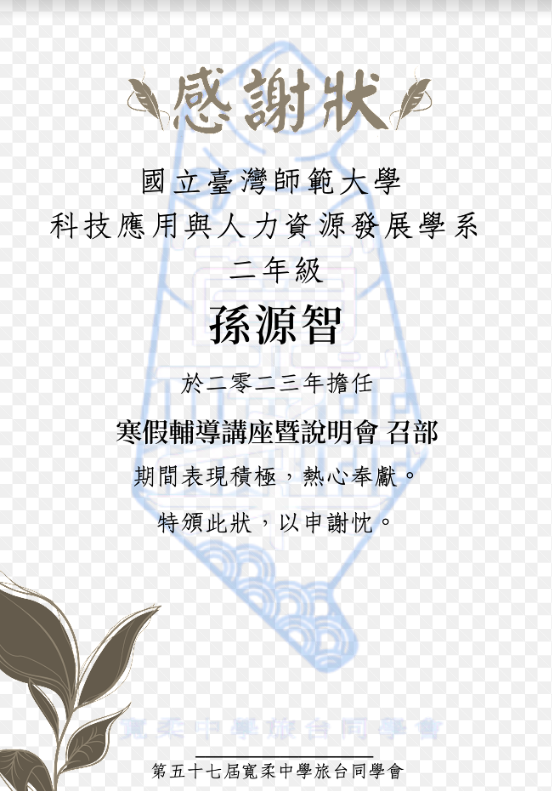 感謝狀
國立臺灣師範大學
科技應用與人力資源發展學系
二年級
孫源智
於二零二三年擔任
寒假輔導講座暨說明會 召部
期間表現積極，熱心奉獻。
特頒此狀，以申謝忱。
寬柔中學旅台同學會
第五十七屆寬柔中學旅台同學會